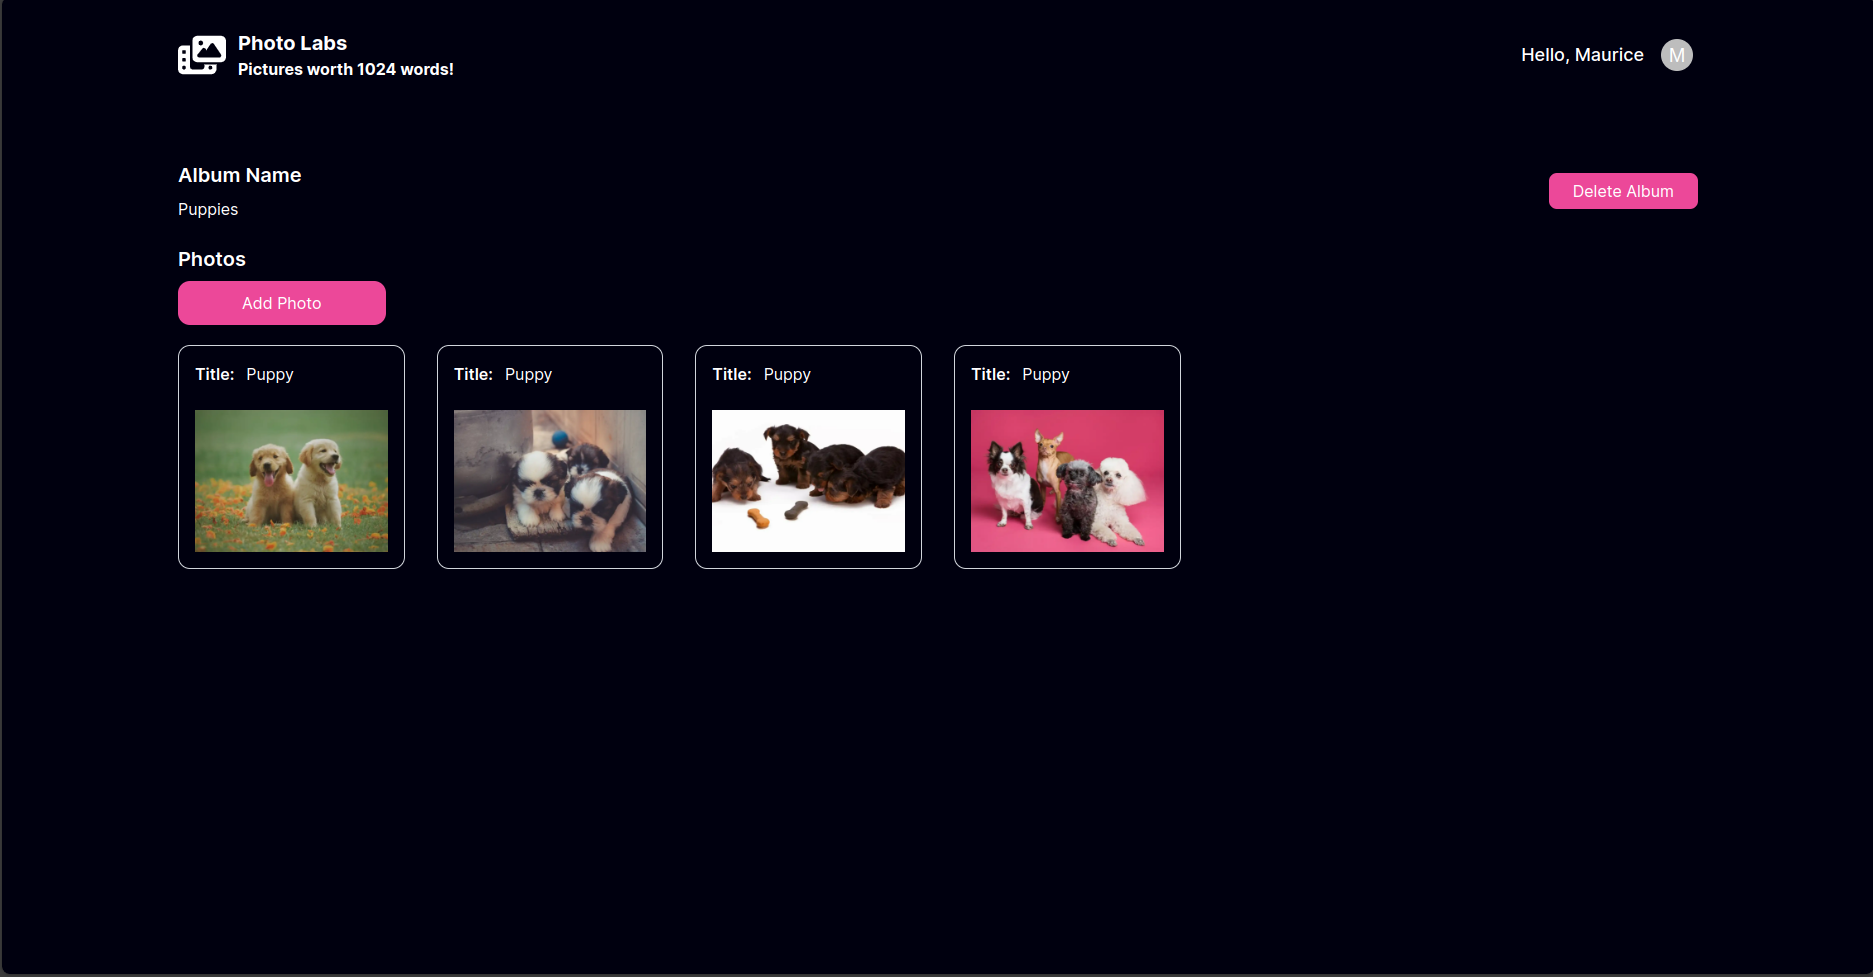 Photo Labs
Pictures worth 1024 words!
Hello, Maurice
M
Album Name
Puppies
Delete Album
Photos
Add Photo
Title: Puppy
Title: Puppy
Title: Puppy
Title: Puppy